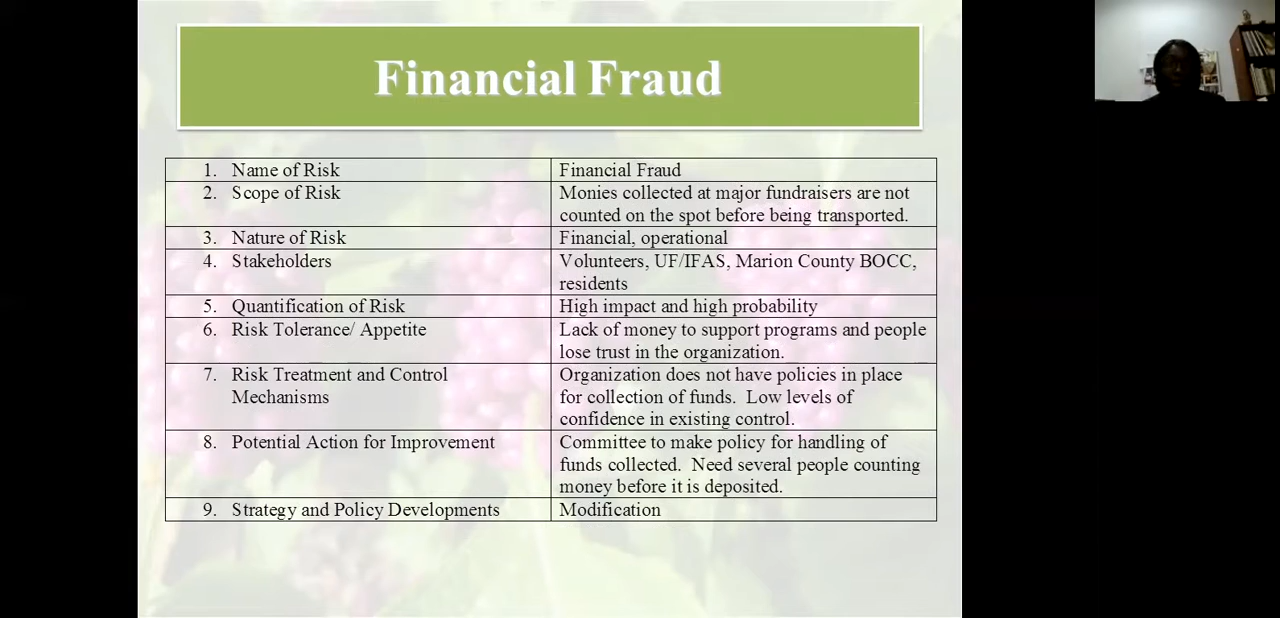 Financial Fraud
1. Name of Risk
Financial Fraud
2. Scope of Risk
Monies collected at major fundraisers are not
counted on the spot before being transported.
3. Nature of Risk
Financial, operational
4. Stakeholders
Volunteers, UF/IFAS, Marion County BOCC,
residents
5. Quantification of Risk
High impact and high probability
6. Risk Tolerance/ Appetite
Lack of money to support programs and people
lose trust in the organization.
7. Risk Treatment and Control
Mechanisms
Organization does not have policies in place
for collection of funds.  Low levels of
confidence in existing control.
8. Potential Action for Improvement
Committee to make policy for handling of
funds collected.  Need several people counting
money before it is deposited.
9. Strategy and Policy Developments
Modification